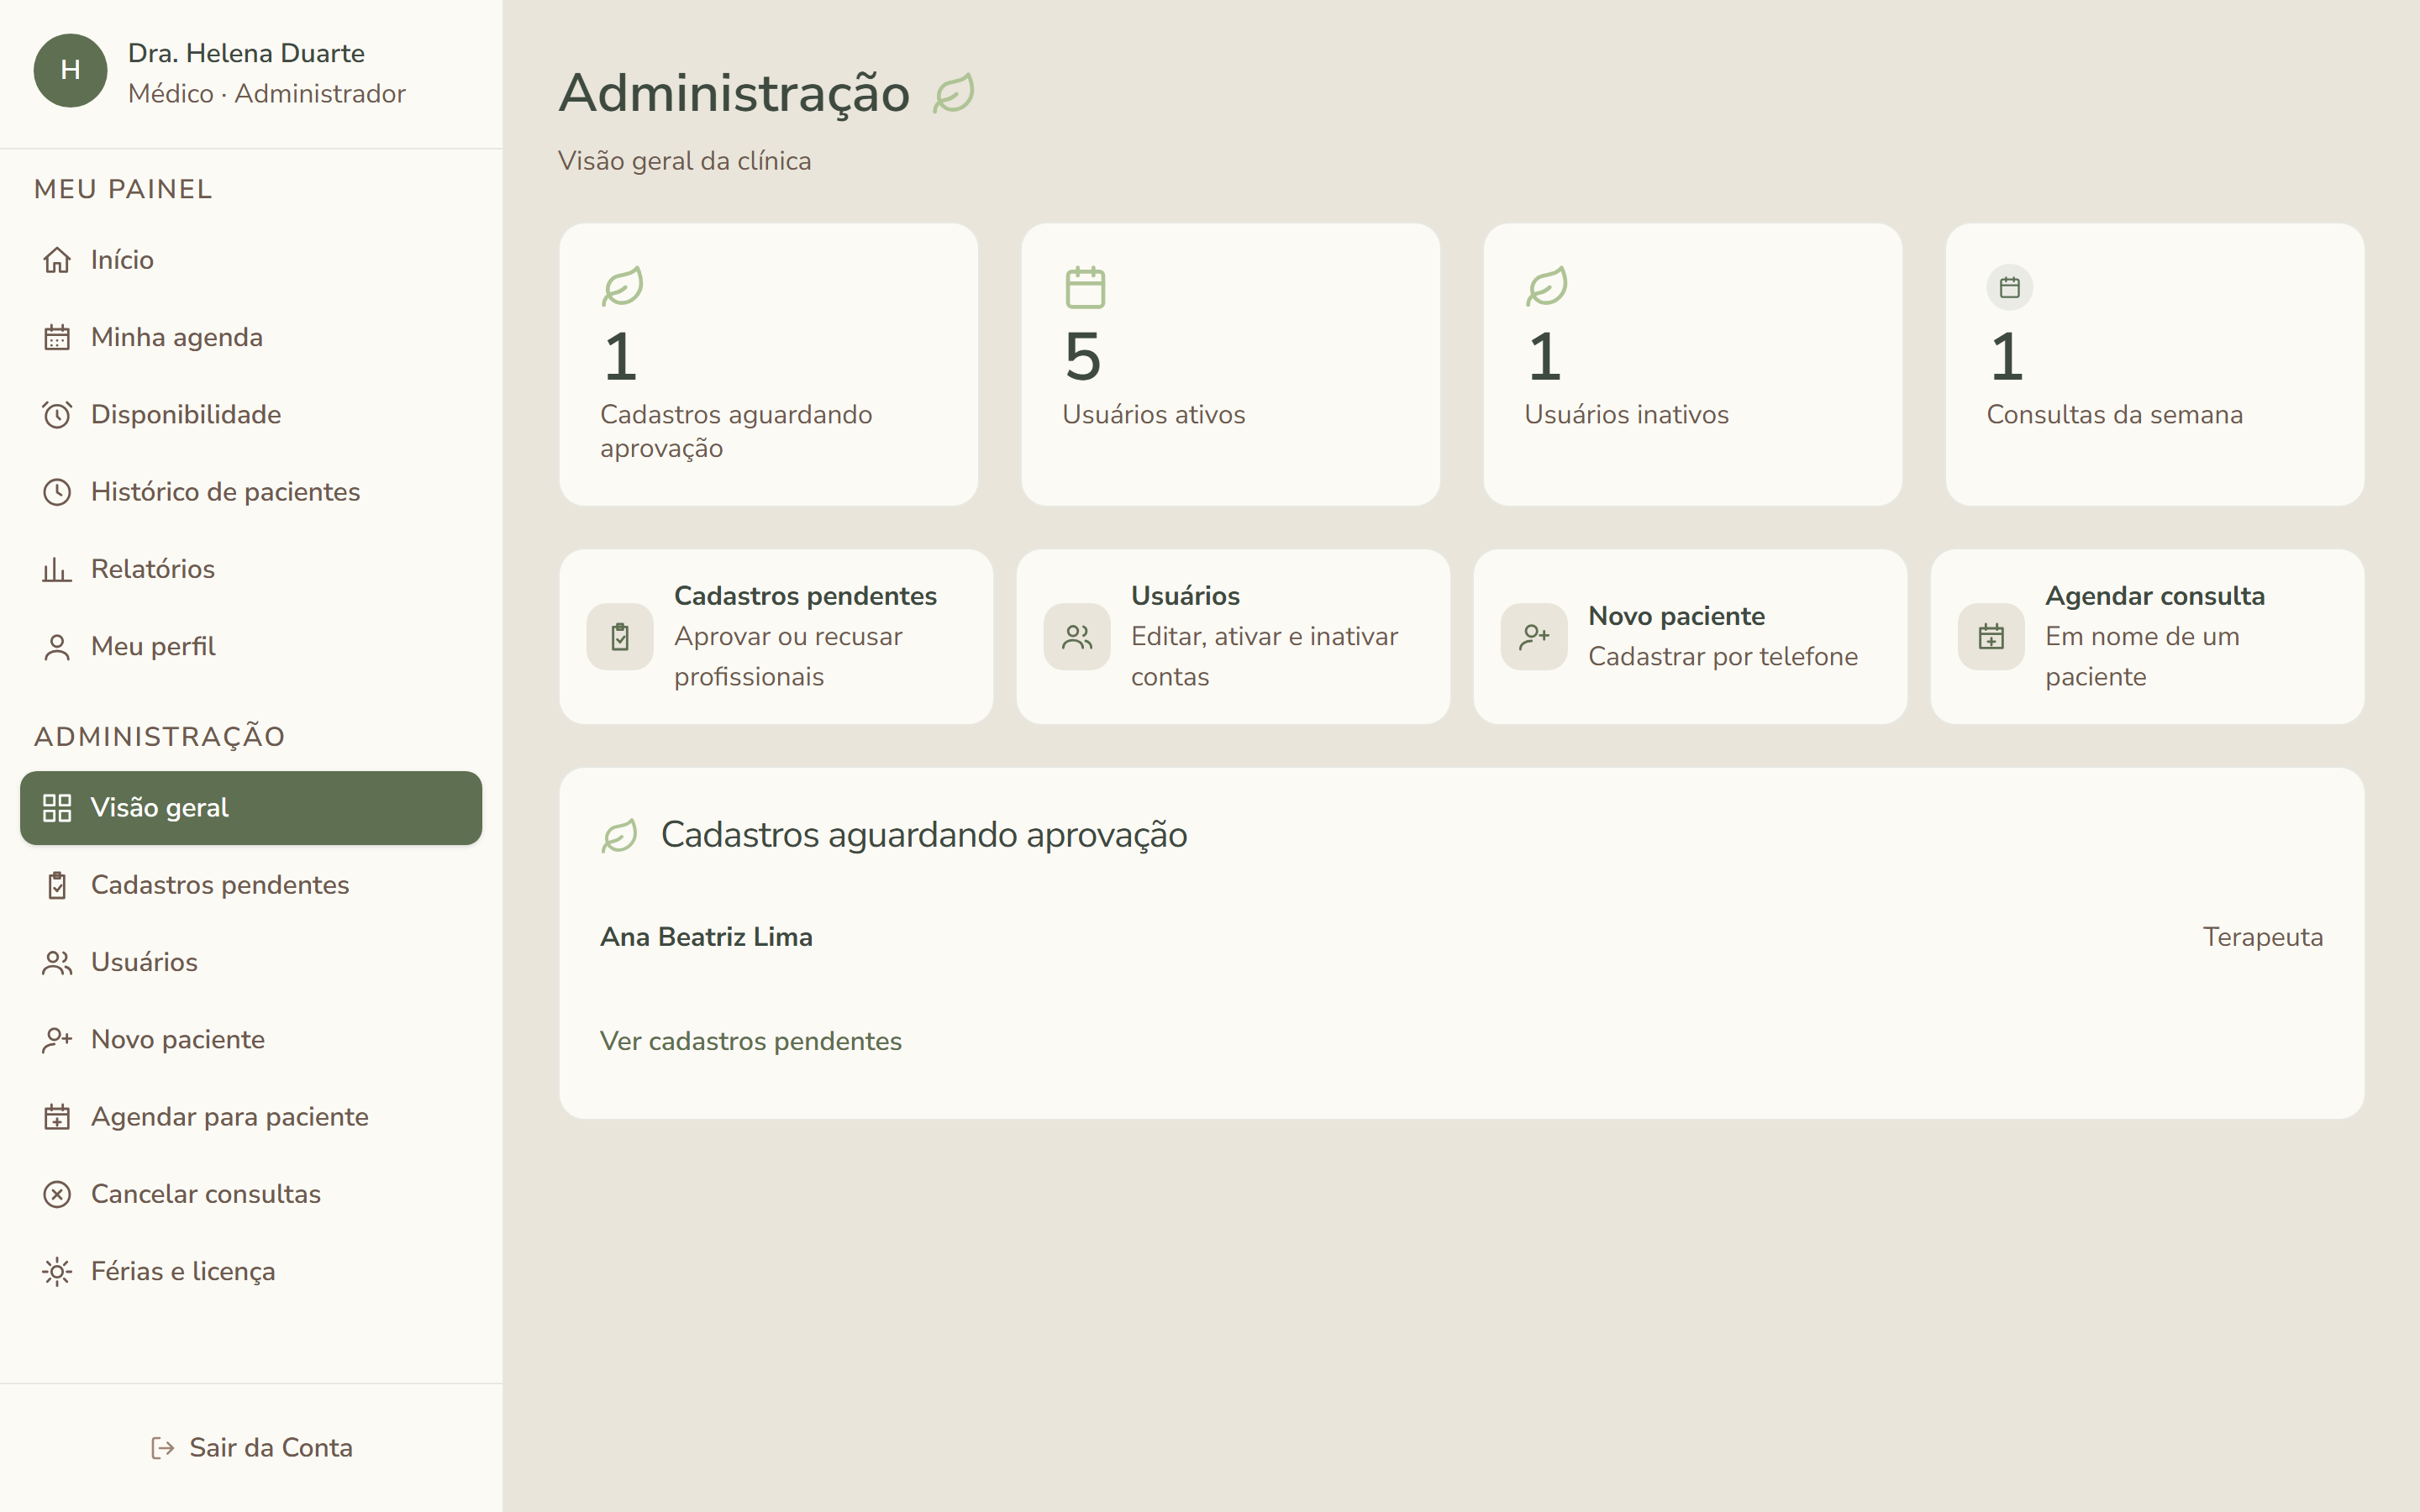 H
Dra. Helena Duarte
Médico · Administrador
MEU PAINEL
Início
Minha agenda
Disponibilidade
Histórico de pacientes
Relatórios
Meu perfil
ADMINISTRAÇÃO
Visão geral
Cadastros pendentes
Usuários
Novo paciente
Agendar para paciente
Cancelar consultas
Férias e licença
Sair da Conta
Administração
Visão geral da clínica
1
Cadastros aguardando
aprovação
5
Usuários ativos
1
Usuários inativos
1
Consultas da semana
Cadastros pendentes
Aprovar ou recusar
profissionais
Usuários
Editar, ativar e inativar
contas
Novo paciente
Cadastrar por telefone
Agendar consulta
Em nome de um
paciente
Cadastros aguardando aprovação
Ana Beatriz Lima
Terapeuta
Ver cadastros pendentes